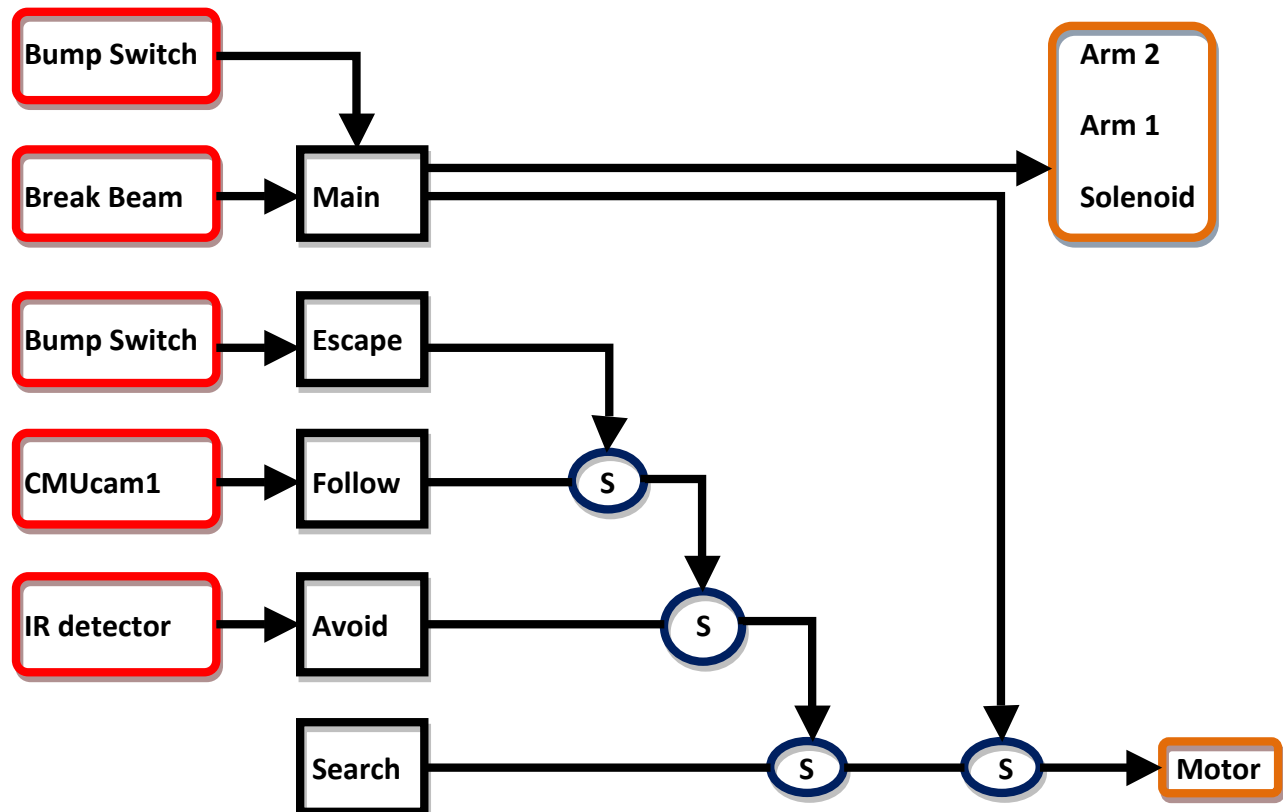 Bump Switch
Arm 2
Arm 1
Solenoid
Break Beam
Main
Bump Switch
Escape
CMUcam1
Follow
S
IR detector
Avoid
S
Search
S
S
Motor